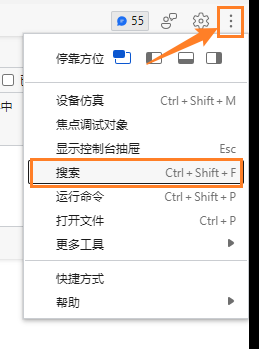 55
停靠方位
设备仿真 Ctrl + Shift + M
焦点调试对象
显示控制台抽屉 Esc
搜索 Ctrl + Shift + F
运行命令 Ctrl + Shift + P
打开文件 Ctrl + P
更多工具
快捷方式
帮助
中